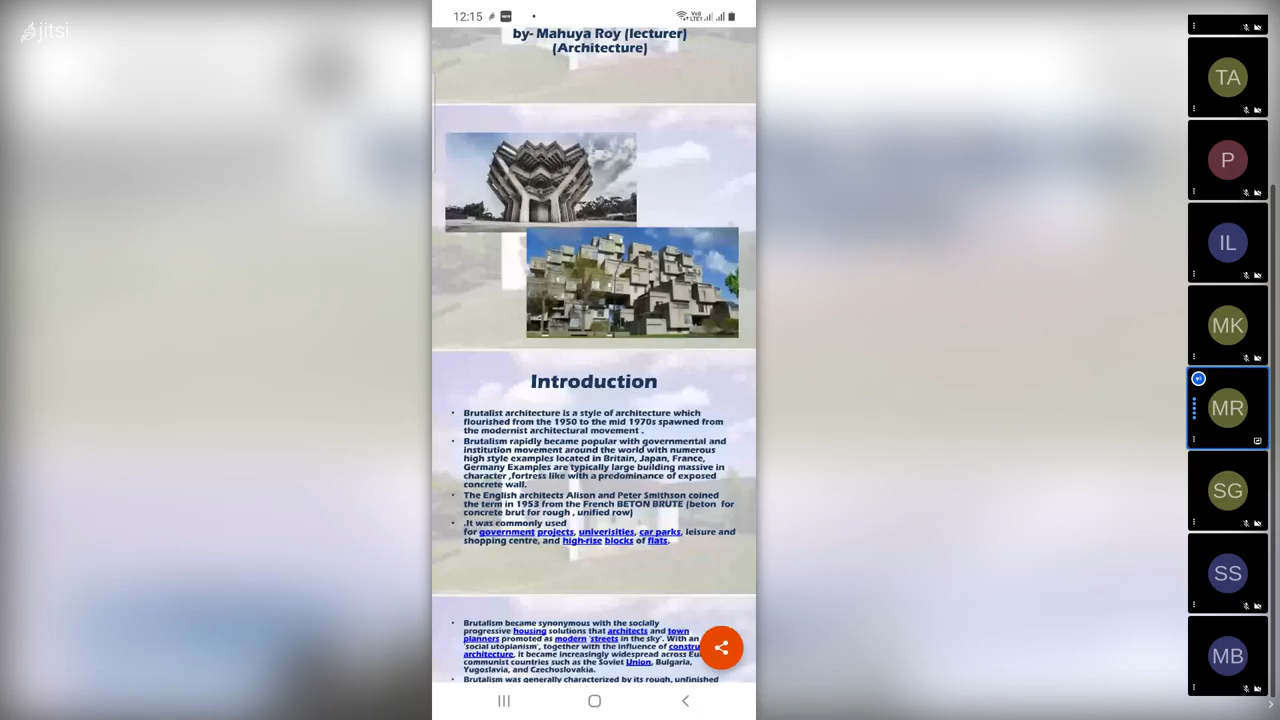 jitsi
12:15
by- Mahuya Roy (lecturer)
(Architecture)
Introduction
• Brutalist architecture is a style of architecture which
flourished from the 1950 to the mid 1970s spawned from
the modernist architectural movement .
• Brutalism rapidly became popular with governmental and
institution movement around the world with numerous
high style examples located in Britain, Japan, France,
Germany Examples are typically large building massive in
character ,fortress like with a predominance of exposed
concrete wall.
• The English architects Alison and Peter Smithson coined
the term in 1953 from the French BETON BRUTE (beton for
concrete brut for rough , unified row)
• .It was commonly used
for government projects, univerisities, car parks, leisure and
shopping centre, and high-rise blocks of flats.
• Brutalism became synonymous with the socially
progressive housing solutions that architects and town
planners promoted as modern 'streets in the sky'. With an
'social utoplanism', together with the influence of constru
architecture, it became increasingly widespread across Eu
communist countries such as the Soviet Union, Bulgaria,
Yugoslavia, and Czechoslovakia.
• Brutalism was generally characterized by its rough, unfinished
TA
P
IL
MK
MR
SG
SS
MB